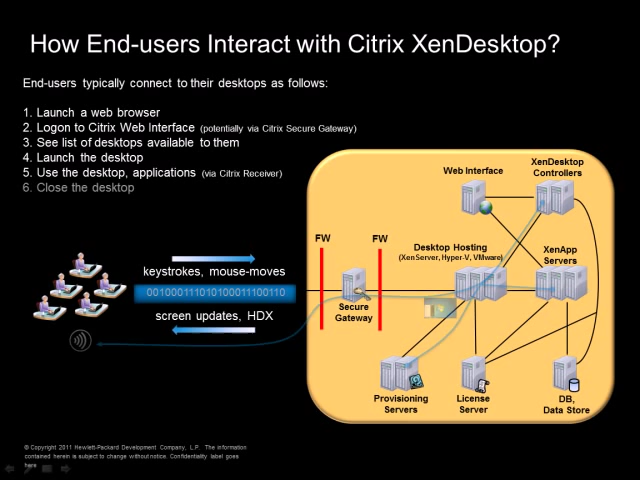 How End-users Interact with Citrix XenDesktop?
End-users typically connect to their desktops as follows:
1. Launch a web browser
2. Logon to Citrix Web Interface (potentially via Citrix Secure Gateway)
3. See list of desktops available to them
4. Launch the desktop
5. Use the desktop, applications (via Citrix Receiver)
6. Close the desktop
XenDesktop
Controllers
Web Interface
FW
FW
Desktop Hosting
(XenServer, Hyper-V, VMware)
XenApp
Servers
keystrokes, mouse-moves
001000111010100011100110
screen updates, HDX
Secure
Gateway
Provisioning
Servers
License
Server
DB,
Data Store
© Copyright 2011 Hewlett-Packard Development Company, L.P. The information
contained herein is subject to change without notice. Confidentiality label goes
here